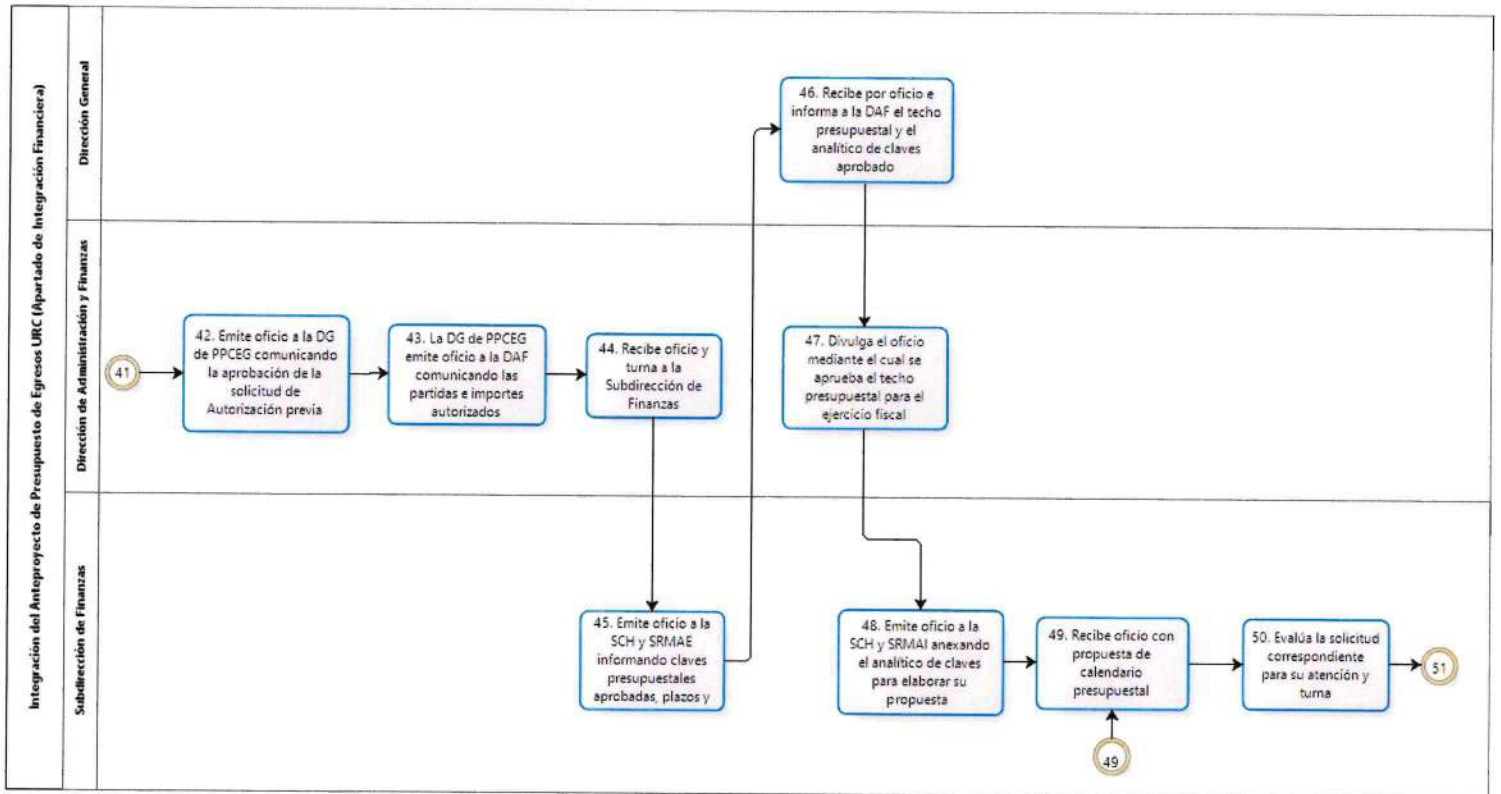 Integración del Anteproyecto de Presupuesto de Egresos URC (Apartado de Integración Financiera)
Dirección General
46. Recibe por oficio e
informa a la DAF el techo
presupuestal y el
analítico de claves
aprobado
Dirección de Administración y Finanzas
41
42. Emite oficio a la DG
de PPCEG comunicando
la aprobación de la
solicitud de
Autorización previa
43. La DG de PPCEG
emite oficio a la DAF
comunicando las
partidas e importes
autorizados
44. Recibe oficio y
turna a la
Subdirección de
Finanzas
47. Divulga el oficio
mediante el cual se
aprueba el techo
presupuestal para el
ejercicio fiscal
Subdirección de Finanzas
45. Emite oficio a la
SCH y SRMAE
informando claves
presupuestales
aprobadas, plazos y
48. Emite oficio a la
SCH y SRMAI anexando
el analítico de claves
para elaborar su
propuesta
49. Recibe oficio con
propuesta de
calendario
presupuestal
50. Evalúa la solicitud
correspondiente
para su atención y
turna
51
49